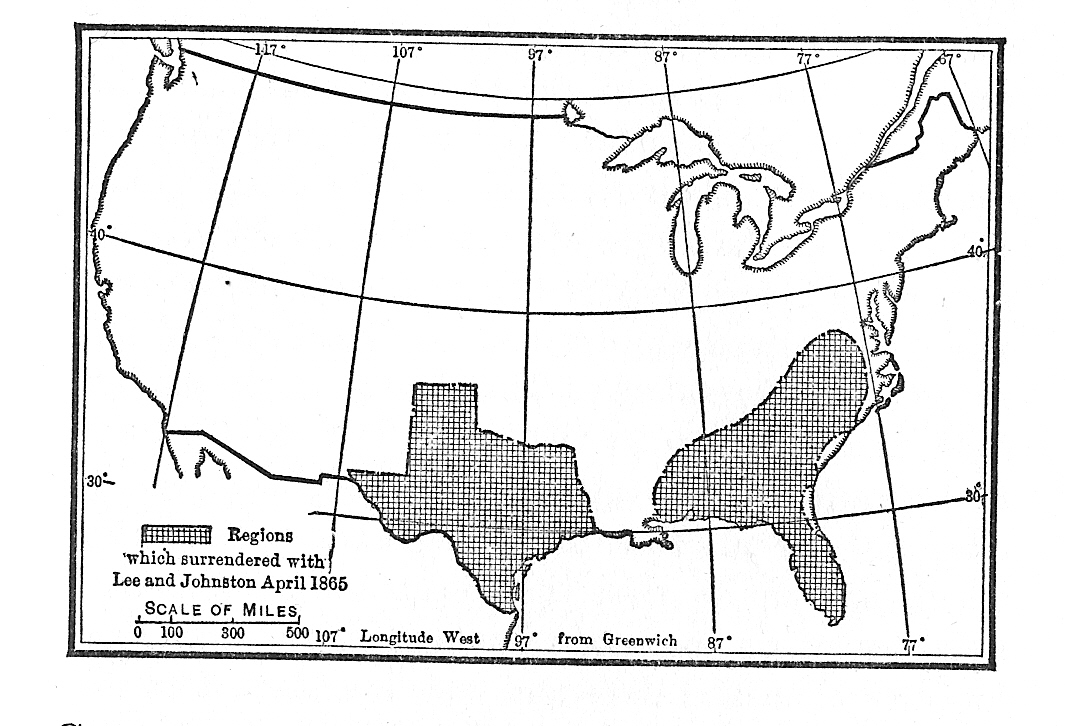 117° 107° 97° 87° 77° 67°
40° 40°
30° 30°
Regions
which surrendered with
Lee and Johnston April 1865
SCALE OF MILES
0 100 300 500
107° Longitude West 97° from Greenwich 87° 77°